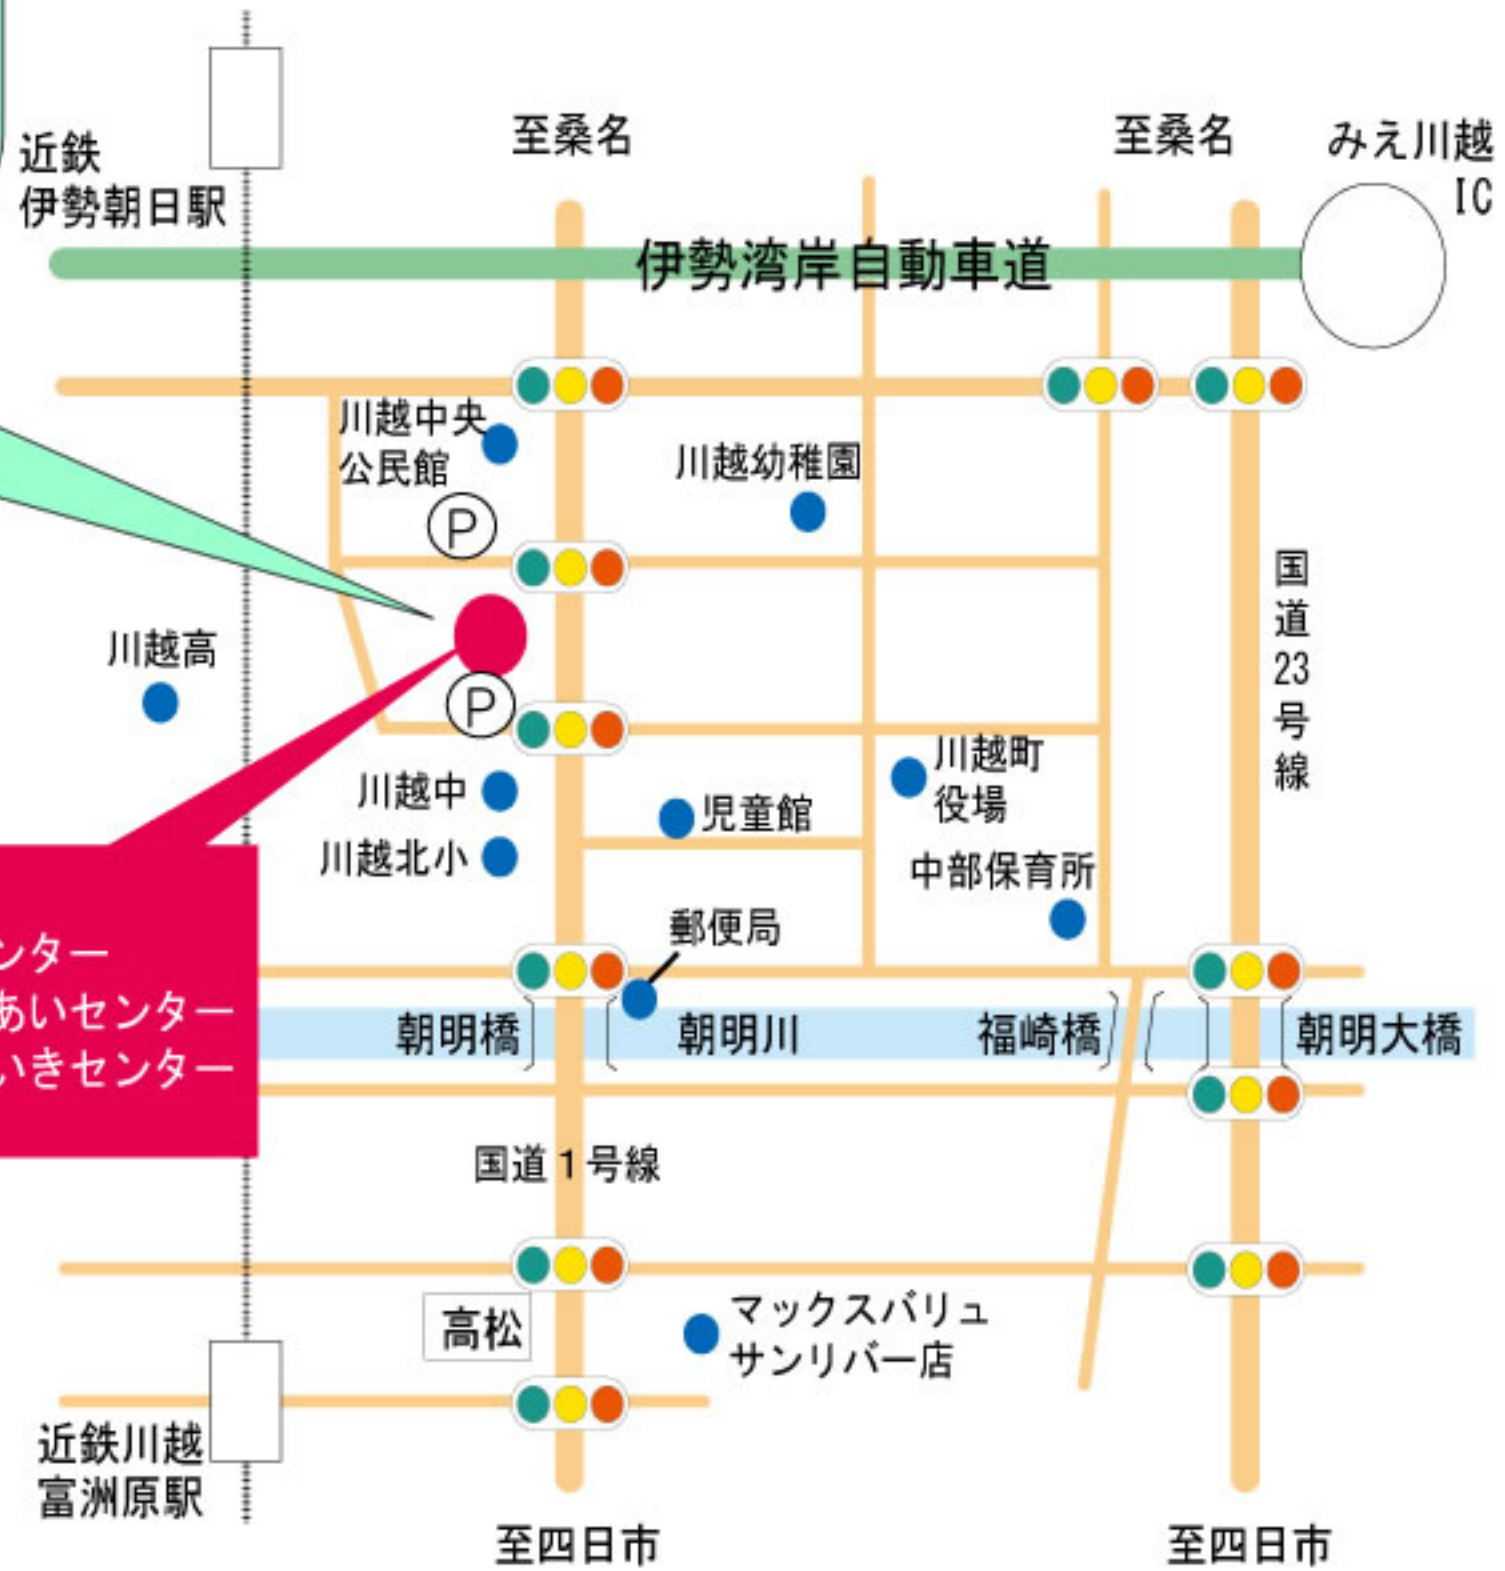 至桑名
至桑名
みえ川越
IC
近鉄
伊勢朝日駅
伊勢湾岸自動車道
川越中央
公民館
川越幼稚園
P
国道23号線
川越高
P
川越町
役場
川越中
児童館
川越北小
中部保育所
郵便局
ンター
あいセンター
いきセンター
朝明橋
朝明川
福崎橋
朝明大橋
国道1号線
高松
マックスバリュ
サンリバー店
近鉄川越
富洲原駅
至四日市
至四日市